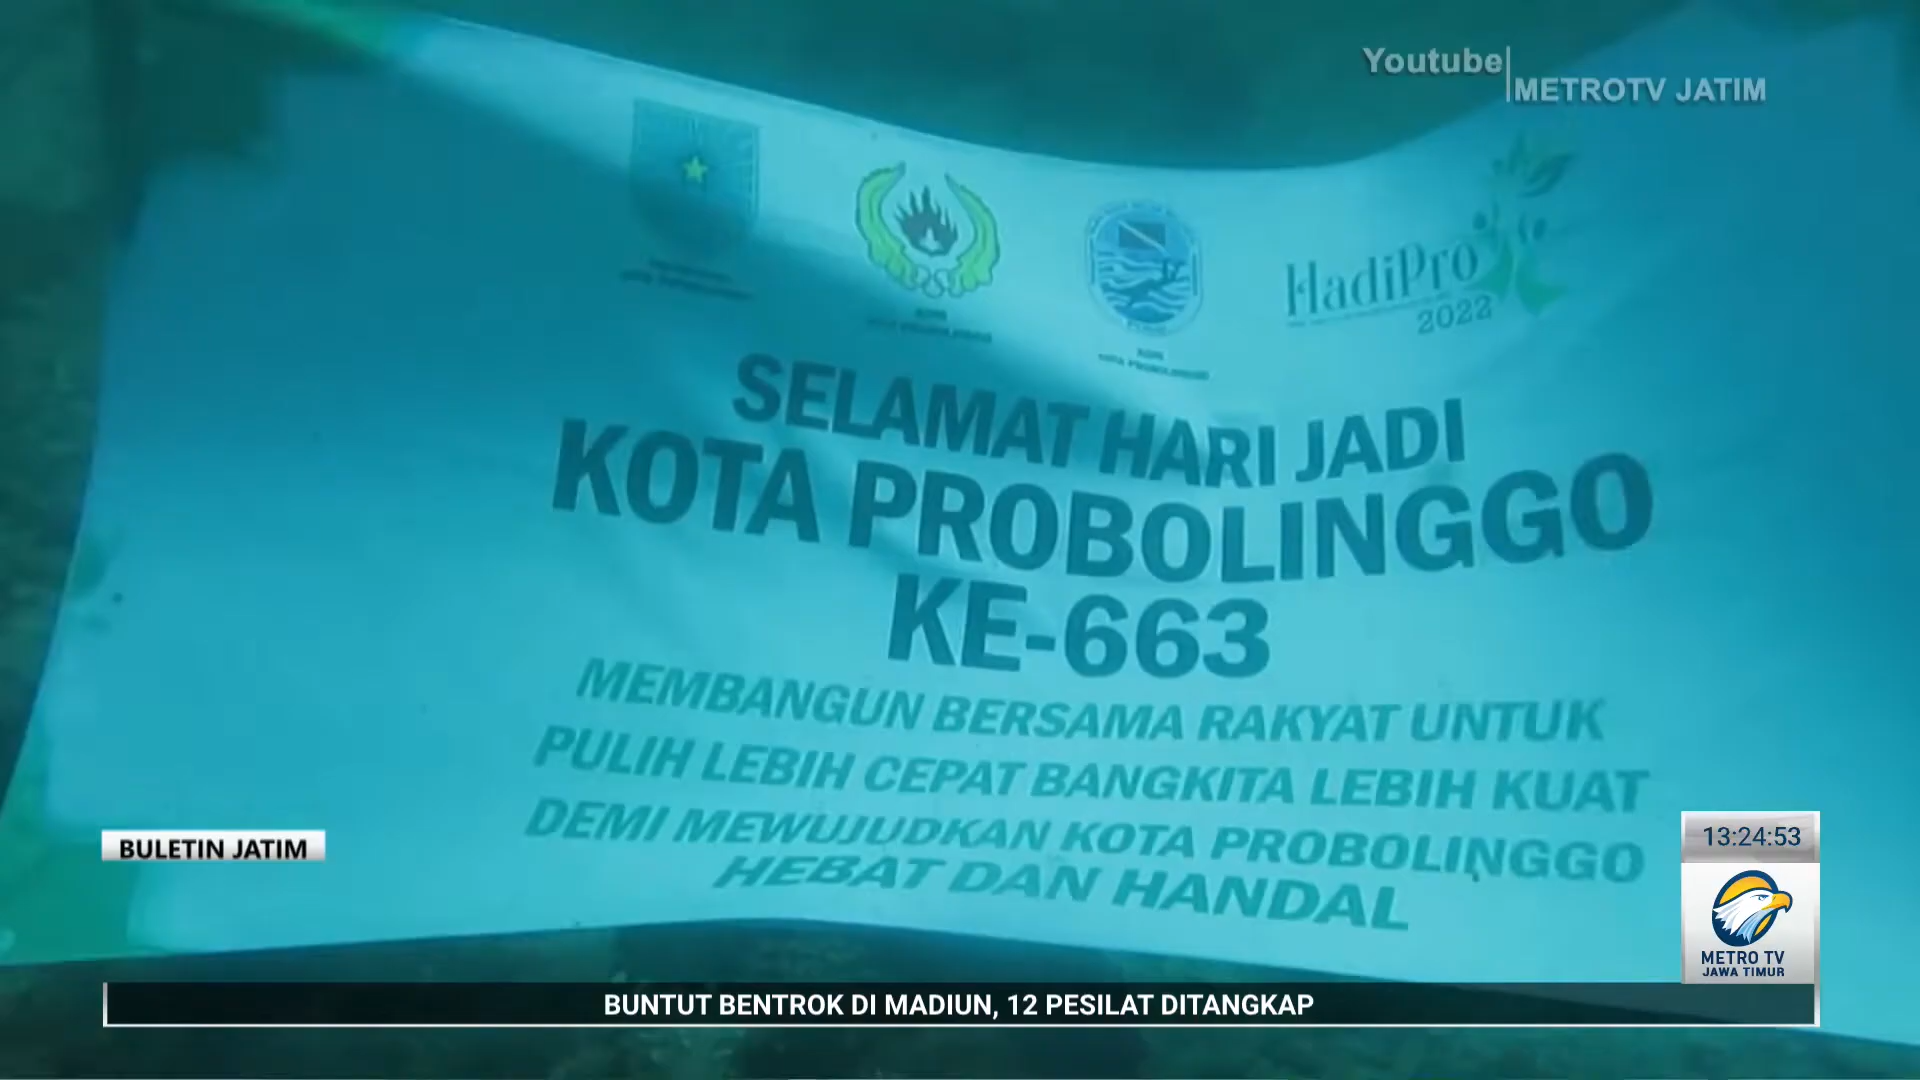 Youtube
METROTV JATIM
HadiPro
2022
KOTA PROBOLINGGO
SELAMAT HARI JADI
KOTA PROBOLINGGO
KE-663
MEMBANGUN BERSAMA RAKYAT UNTUK
PULIH LEBIH CEPAT BANGKITA LEBIH KUAT
DEMI MEWUJUDKAN KOTA PROBOLINGGO
HEBAT DAN HANDAL
BULETIN JATIM
13:24:53
METRO TV
JAWA TIMUR
BUNTUT BENTROK DI MADIUN, 12 PESILAT DITANGKAP